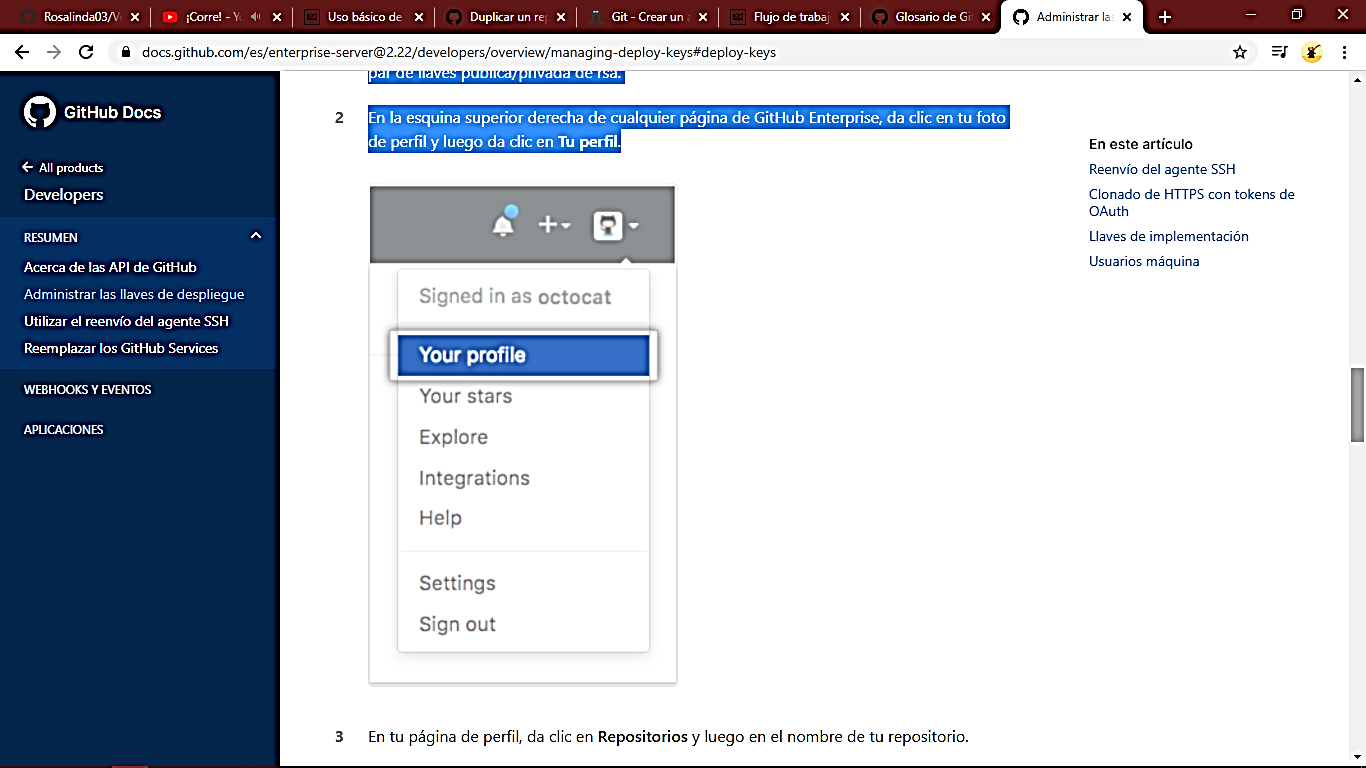 Rosalinda03/V
¡Corre! - Yo
Uso básico de
Duplicar un re
Git - Crear un a
Flujo de trabaj
Glosario de Gi
Administrar la
docs.github.com/es/enterprise-server@2.22/developers/overview/managing-deploy-keys#deploy-keys
GitHub Docs
← All products
Developers
RESUMEN
Acerca de las API de GitHub
Administrar las llaves de despliegue
Utilizar el reenvío del agente SSH
Reemplazar los GitHub Services
WEBHOOKS Y EVENTOS
APLICACIONES
par de llaves pública/privada de rsa.
2 En la esquina superior derecha de cualquier página de GitHub Enterprise, da clic en tu foto
de perfil y luego da clic en Tu perfil.
Signed in as octocat
Your profile
Your stars
Explore
Integrations
Help
Settings
Sign out
3 En tu página de perfil, da clic en Repositorios y luego en el nombre de tu repositorio.
En este artículo
Reenvío del agente SSH
Clonado de HTTPS con tokens de
OAuth
Llaves de implementación
Usuarios máquina